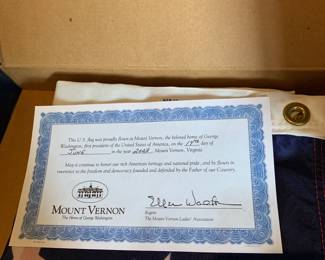 This U.S. flag was proudly flown at Mount Vernon, the beloved home of George
Washington, first president of the United States of America, on the 17th day of
June in the year Mount Vernon, Virginia
May it continue to honor our rich American heritage and national pride, and be flown in
reverence to the freedom and democracy founded and defended by the Father of our Country.
MOUNT VERNON
The Home of George Washington
Regent
The Mount Vernon Ladies' Association